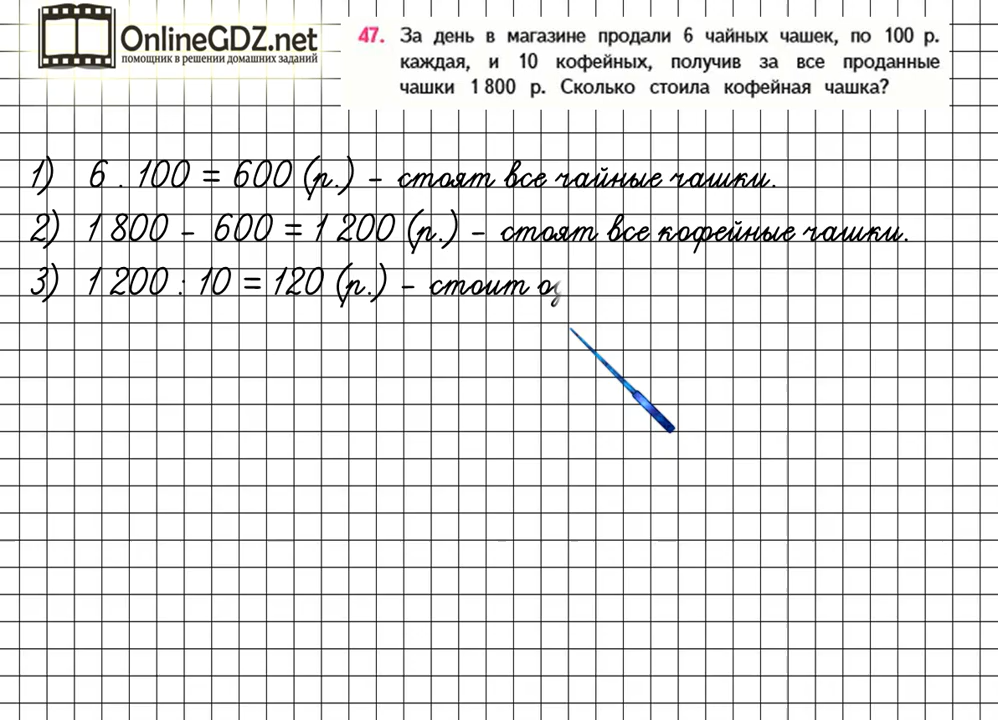 OnlineGDZ.net
помощник в решении домашних заданий
47. За день в магазине продали 6 чайных чашек, по 100 р.
каждая, и 10 кофейных, получив за все проданные
чашки 1 800 р. Сколько стоила кофейная чашка?
1) 6 . 100 = 600 (р.) – стоят все чайные чашки.
2) 1 800 – 600 = 1 200 (р.) – стоят все кофейные чашки.
3) 1 200 : 10 = 120 (р.) – стоит о